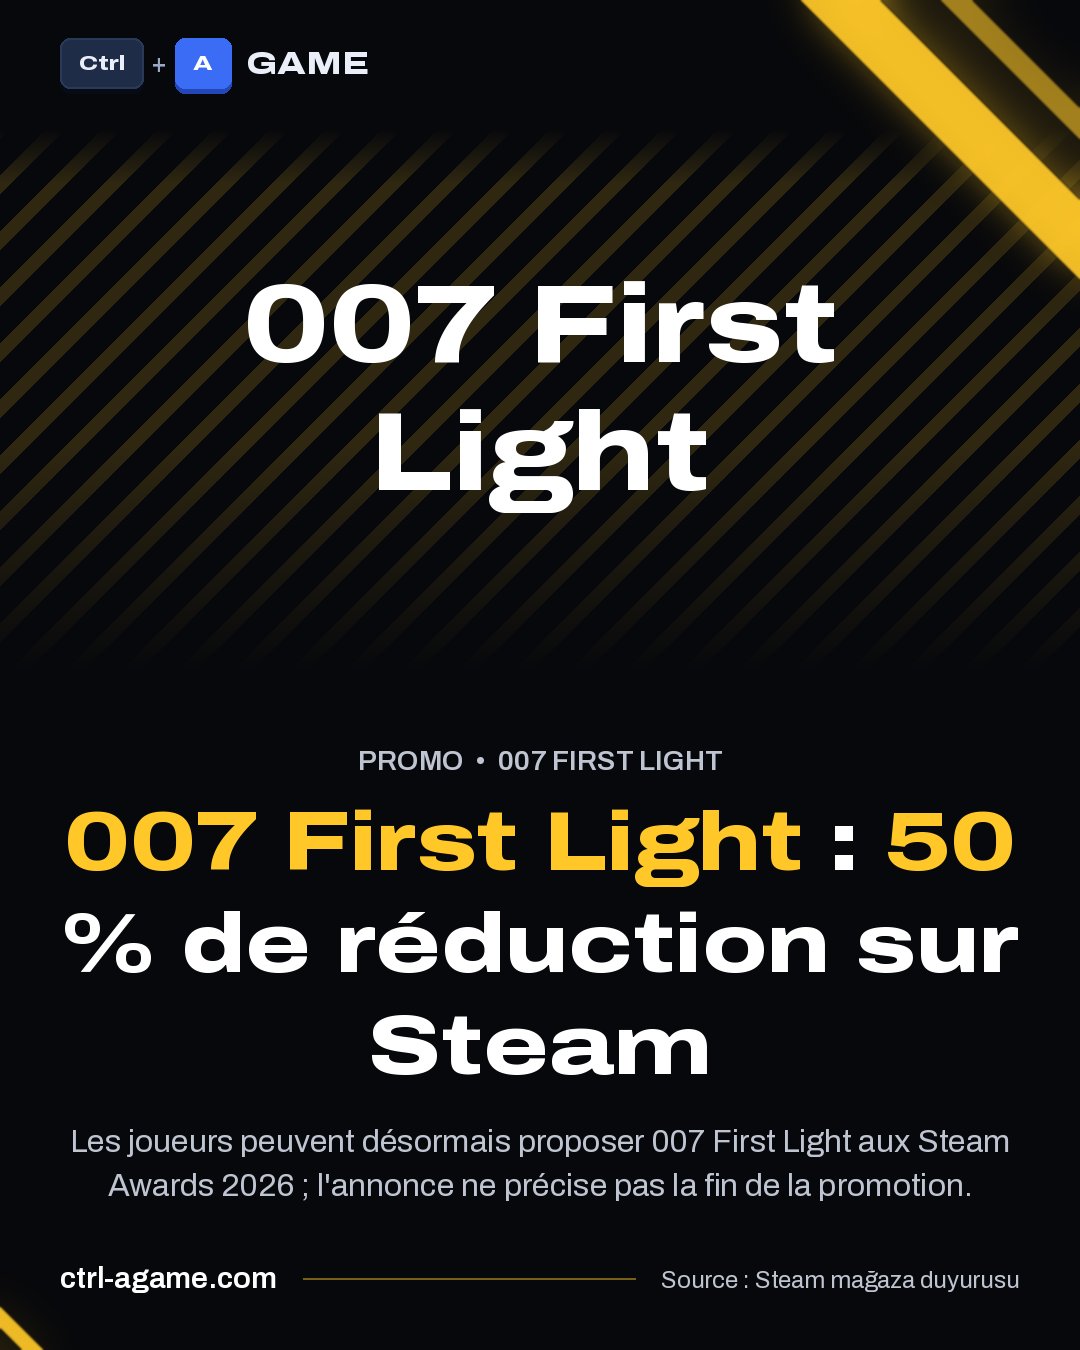 Ctrl + A GAME
007 First
Light
PROMO • 007 FIRST LIGHT
007 First Light : 50
% de réduction sur
Steam
Les joueurs peuvent désormais proposer 007 First Light aux Steam
Awards 2026 ; l'annonce ne précise pas la fin de la promotion.
ctrl-agame.com
Source : Steam mağaza duyurusu